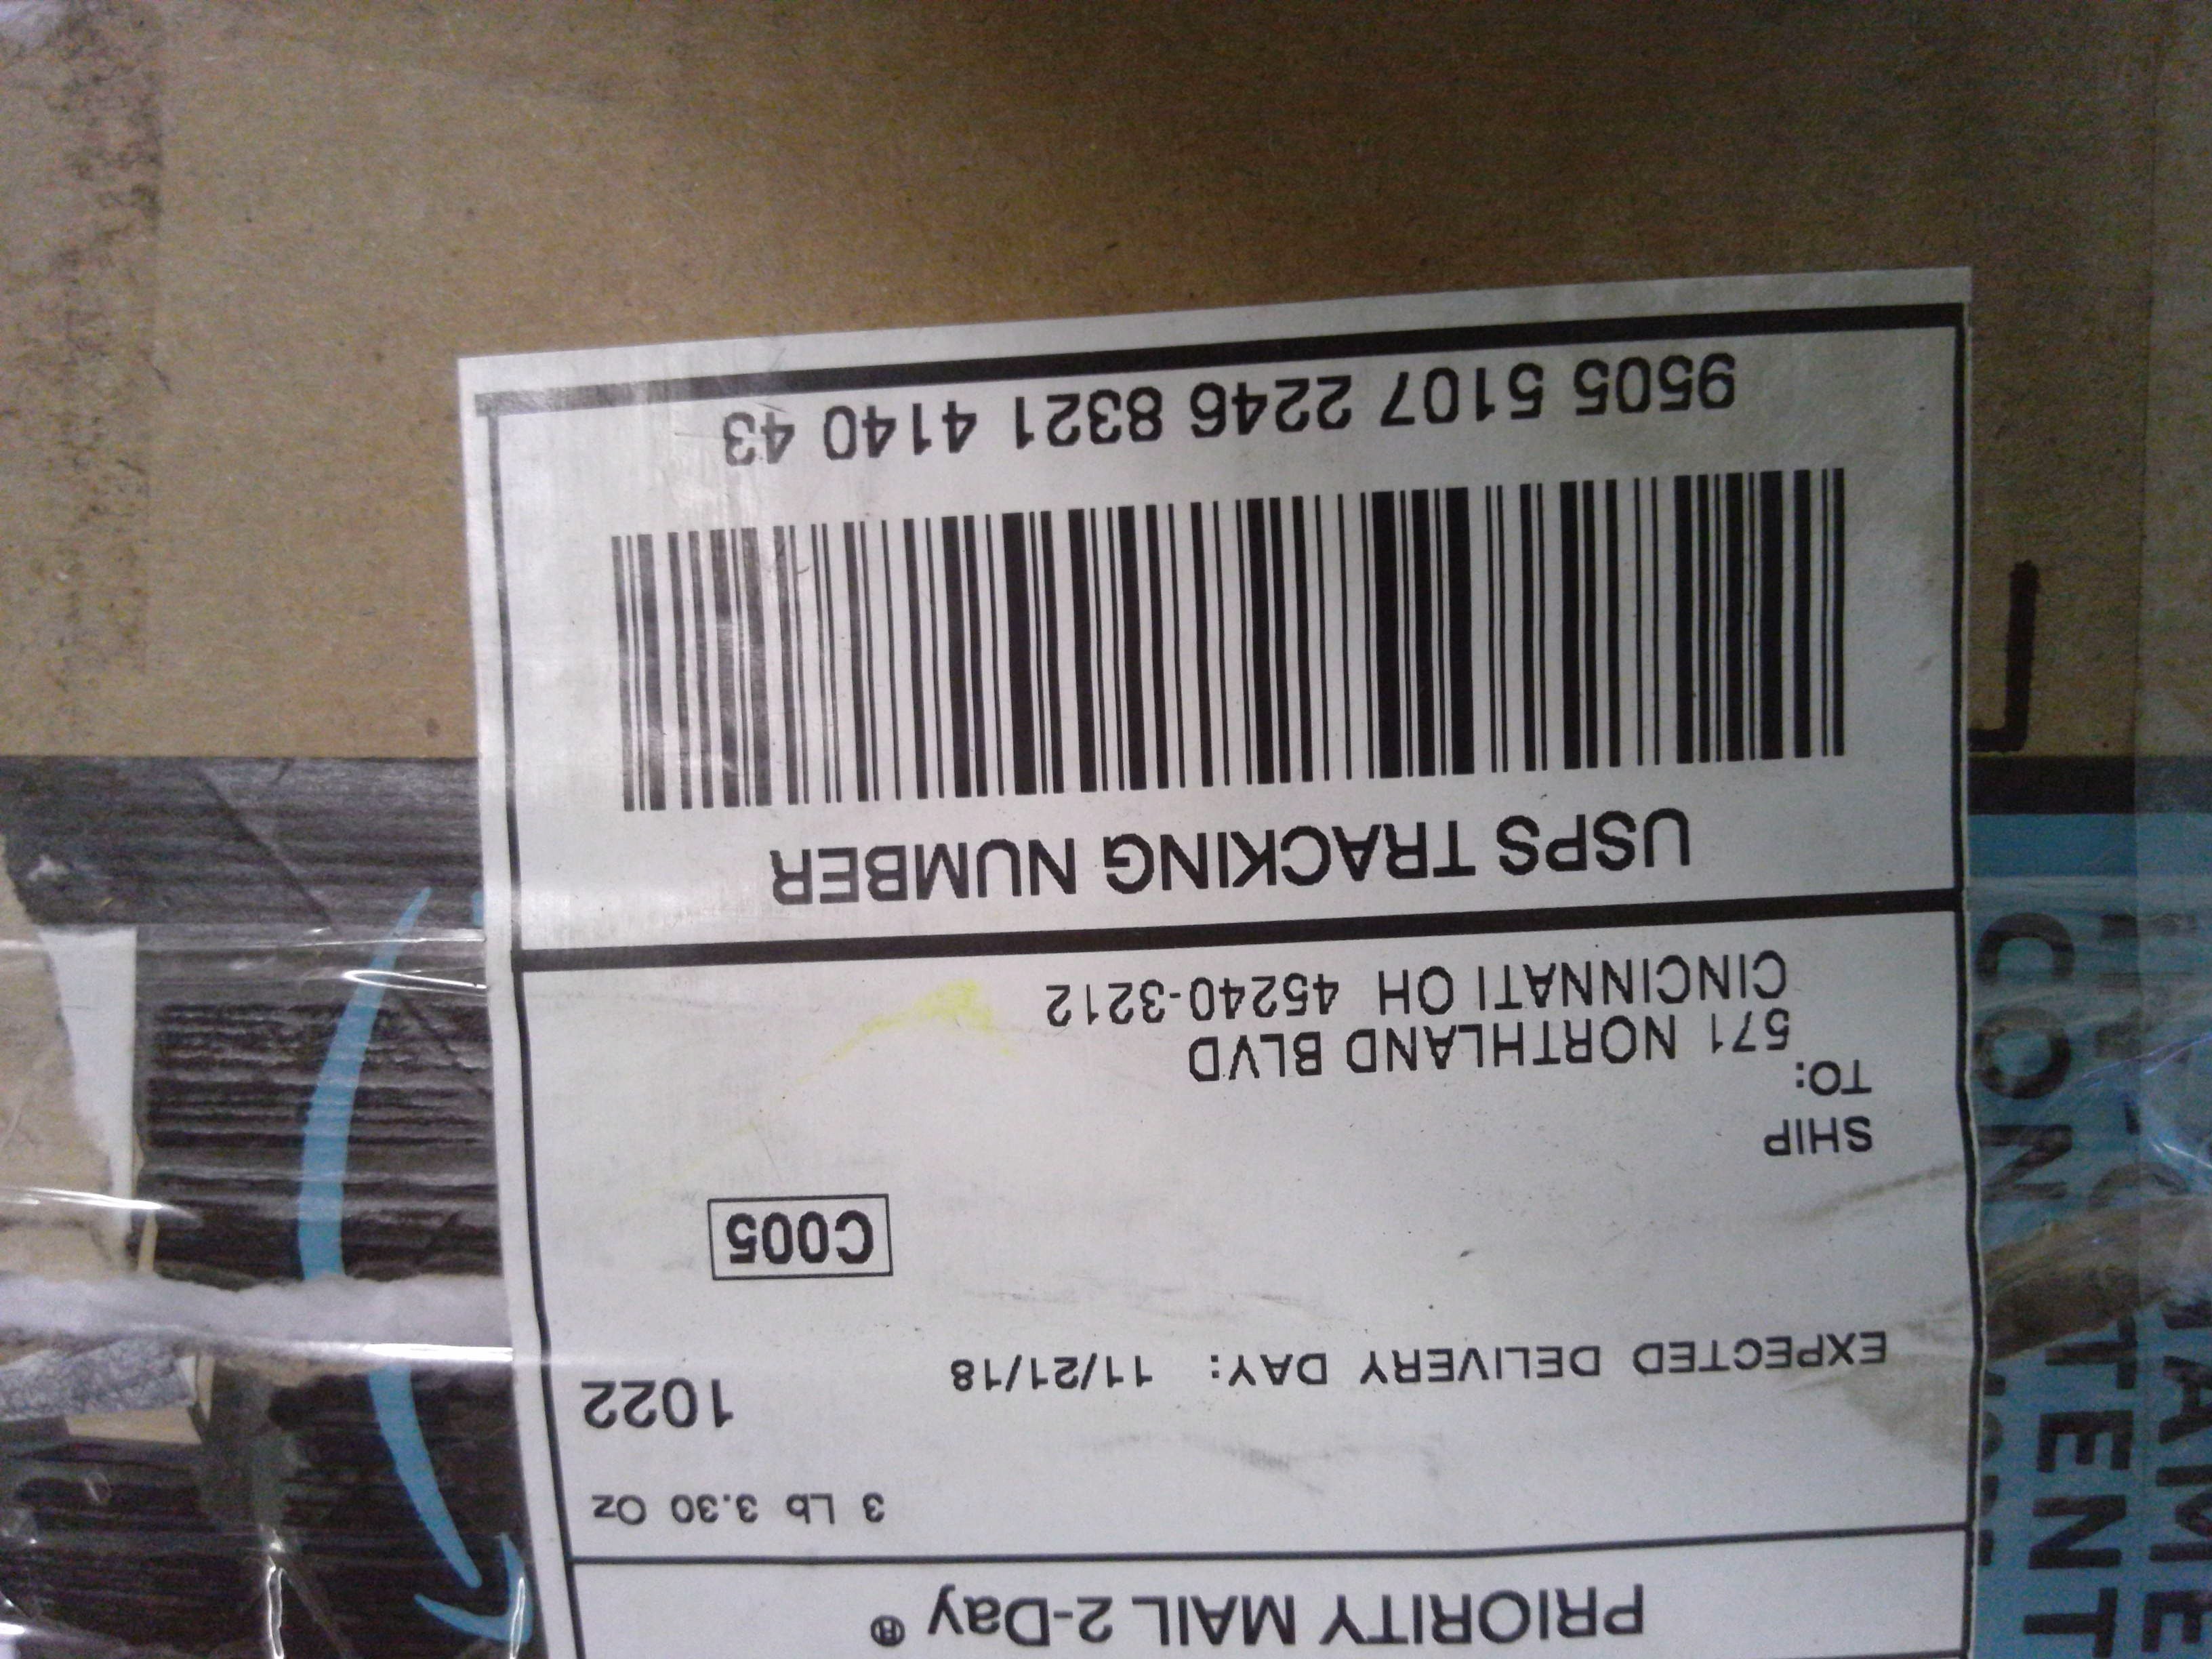 PRIORITY MAIL 2-Day ®
3 Lb 3.30 Oz
1022
EXPECTED DELIVERY DAY: 11/21/18
C005
SHIP
TO:
571 NORTHLAND BLVD
CINCINNATI OH 45240-3212
USPS TRACKING NUMBER
9505 5107 2246 8321 4140 43